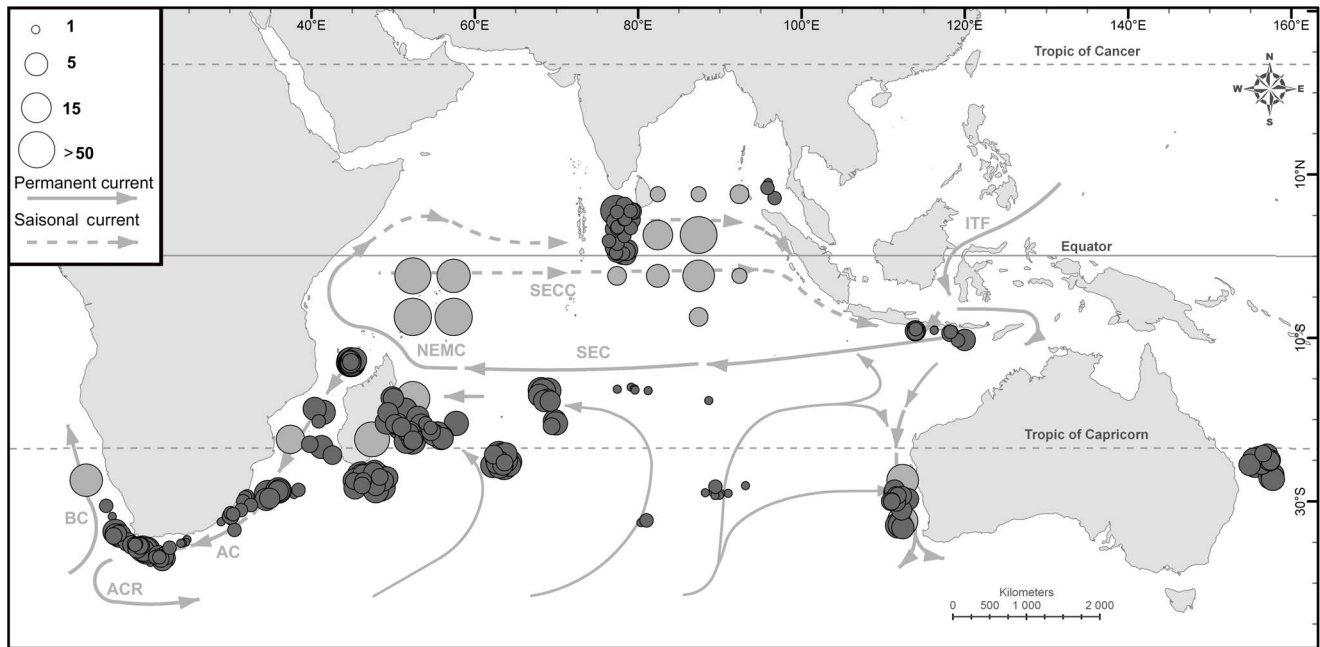 40°E 60°E 80°E 100°E 120°E 140°E 160°E
1
5
15
>50
Permanent current
Saisonal current
Tropic of Cancer
N
W E
S
10°N
ITF
Equator
SECC
NEMC
SEC
10°S
Tropic of Capricorn
30°S
BC
AC
ACR
Kilometers
0 500 1 000 2 000